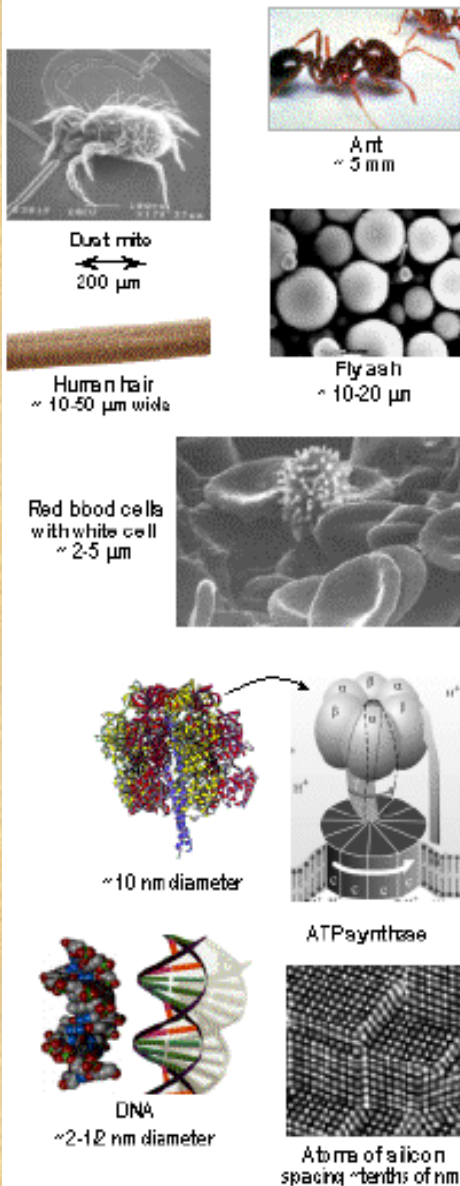 Ant
~ 5 mm
Dust mite
200 μm
Human hair
~ 10-50 μm wide
Fly ash
~ 10-20 μm
Red blood cells
with white cell
~ 2-5 μm
β
α
α
β
α
β
H⁺
H⁺
~10 nm diameter
c
c
c
c
ATP synthase
DNA
~2-1/2 nm diameter
Atoms of silicon
spacing ~tenths of nm